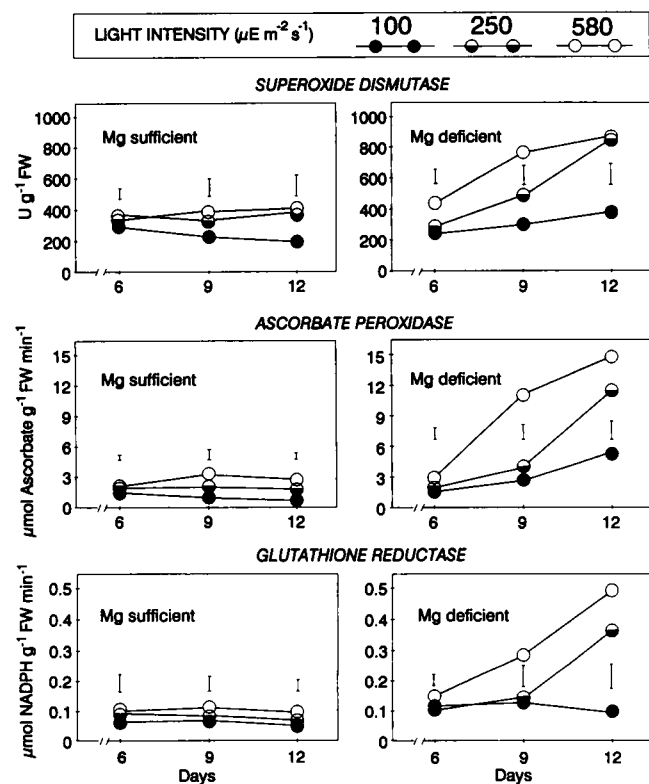 LIGHT INTENSITY (µE m⁻² s⁻¹) 100 250 580
SUPEROXIDE DISMUTASE
U g⁻¹ FW
1000
800
600
400
200
0
Mg sufficient
6 9 12
1000
800
600
400
200
0
Mg deficient
6 9 12
ASCORBATE PEROXIDASE
µmol Ascorbate g⁻¹ FW min⁻¹
15
12
9
6
3
0
Mg sufficient
6 9 12
15
12
9
6
3
0
Mg deficient
6 9 12
GLUTATHIONE REDUCTASE
µmol NADPH g⁻¹ FW min⁻¹
0.5
0.4
0.3
0.2
0.1
0
Mg sufficient
6 9 12
Days
0.5
0.4
0.3
0.2
0.1
0
Mg deficient
6 9 12
Days